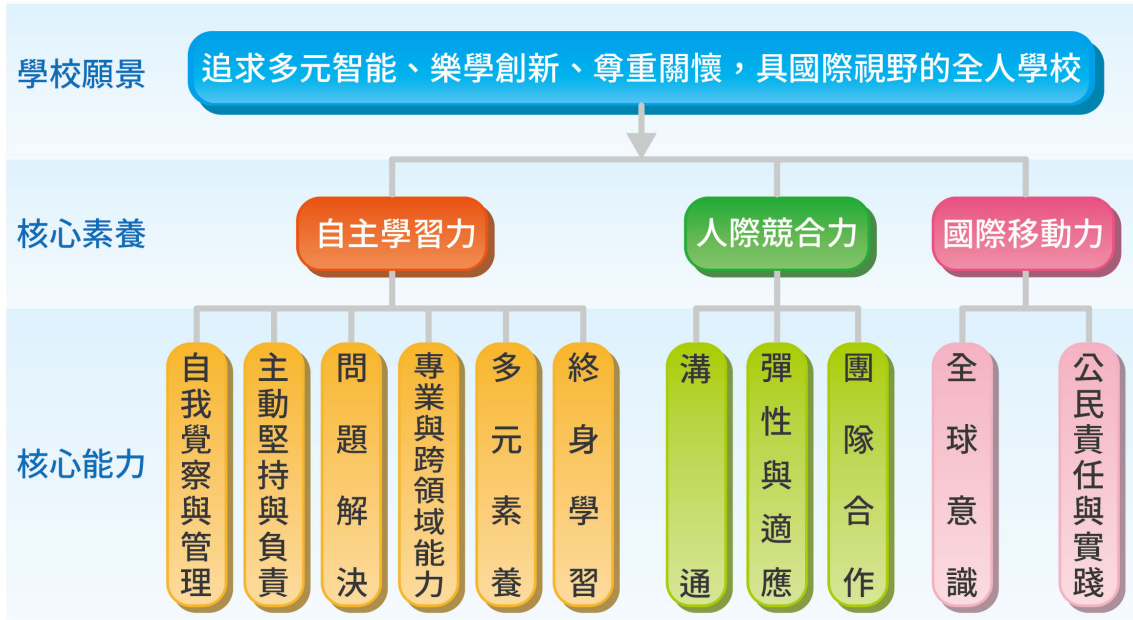 學校願景
追求多元智能、樂學創新、尊重關懷，具國際視野的全人學校
核心素養
自主學習力
人際競合力
國際移動力
核心能力
自我覺察與管理
主動堅持與負責
問題解決
專業與跨領域能力
多元素養
終身學習
溝通
彈性與適應
團隊合作
全球意識
公民責任與實踐